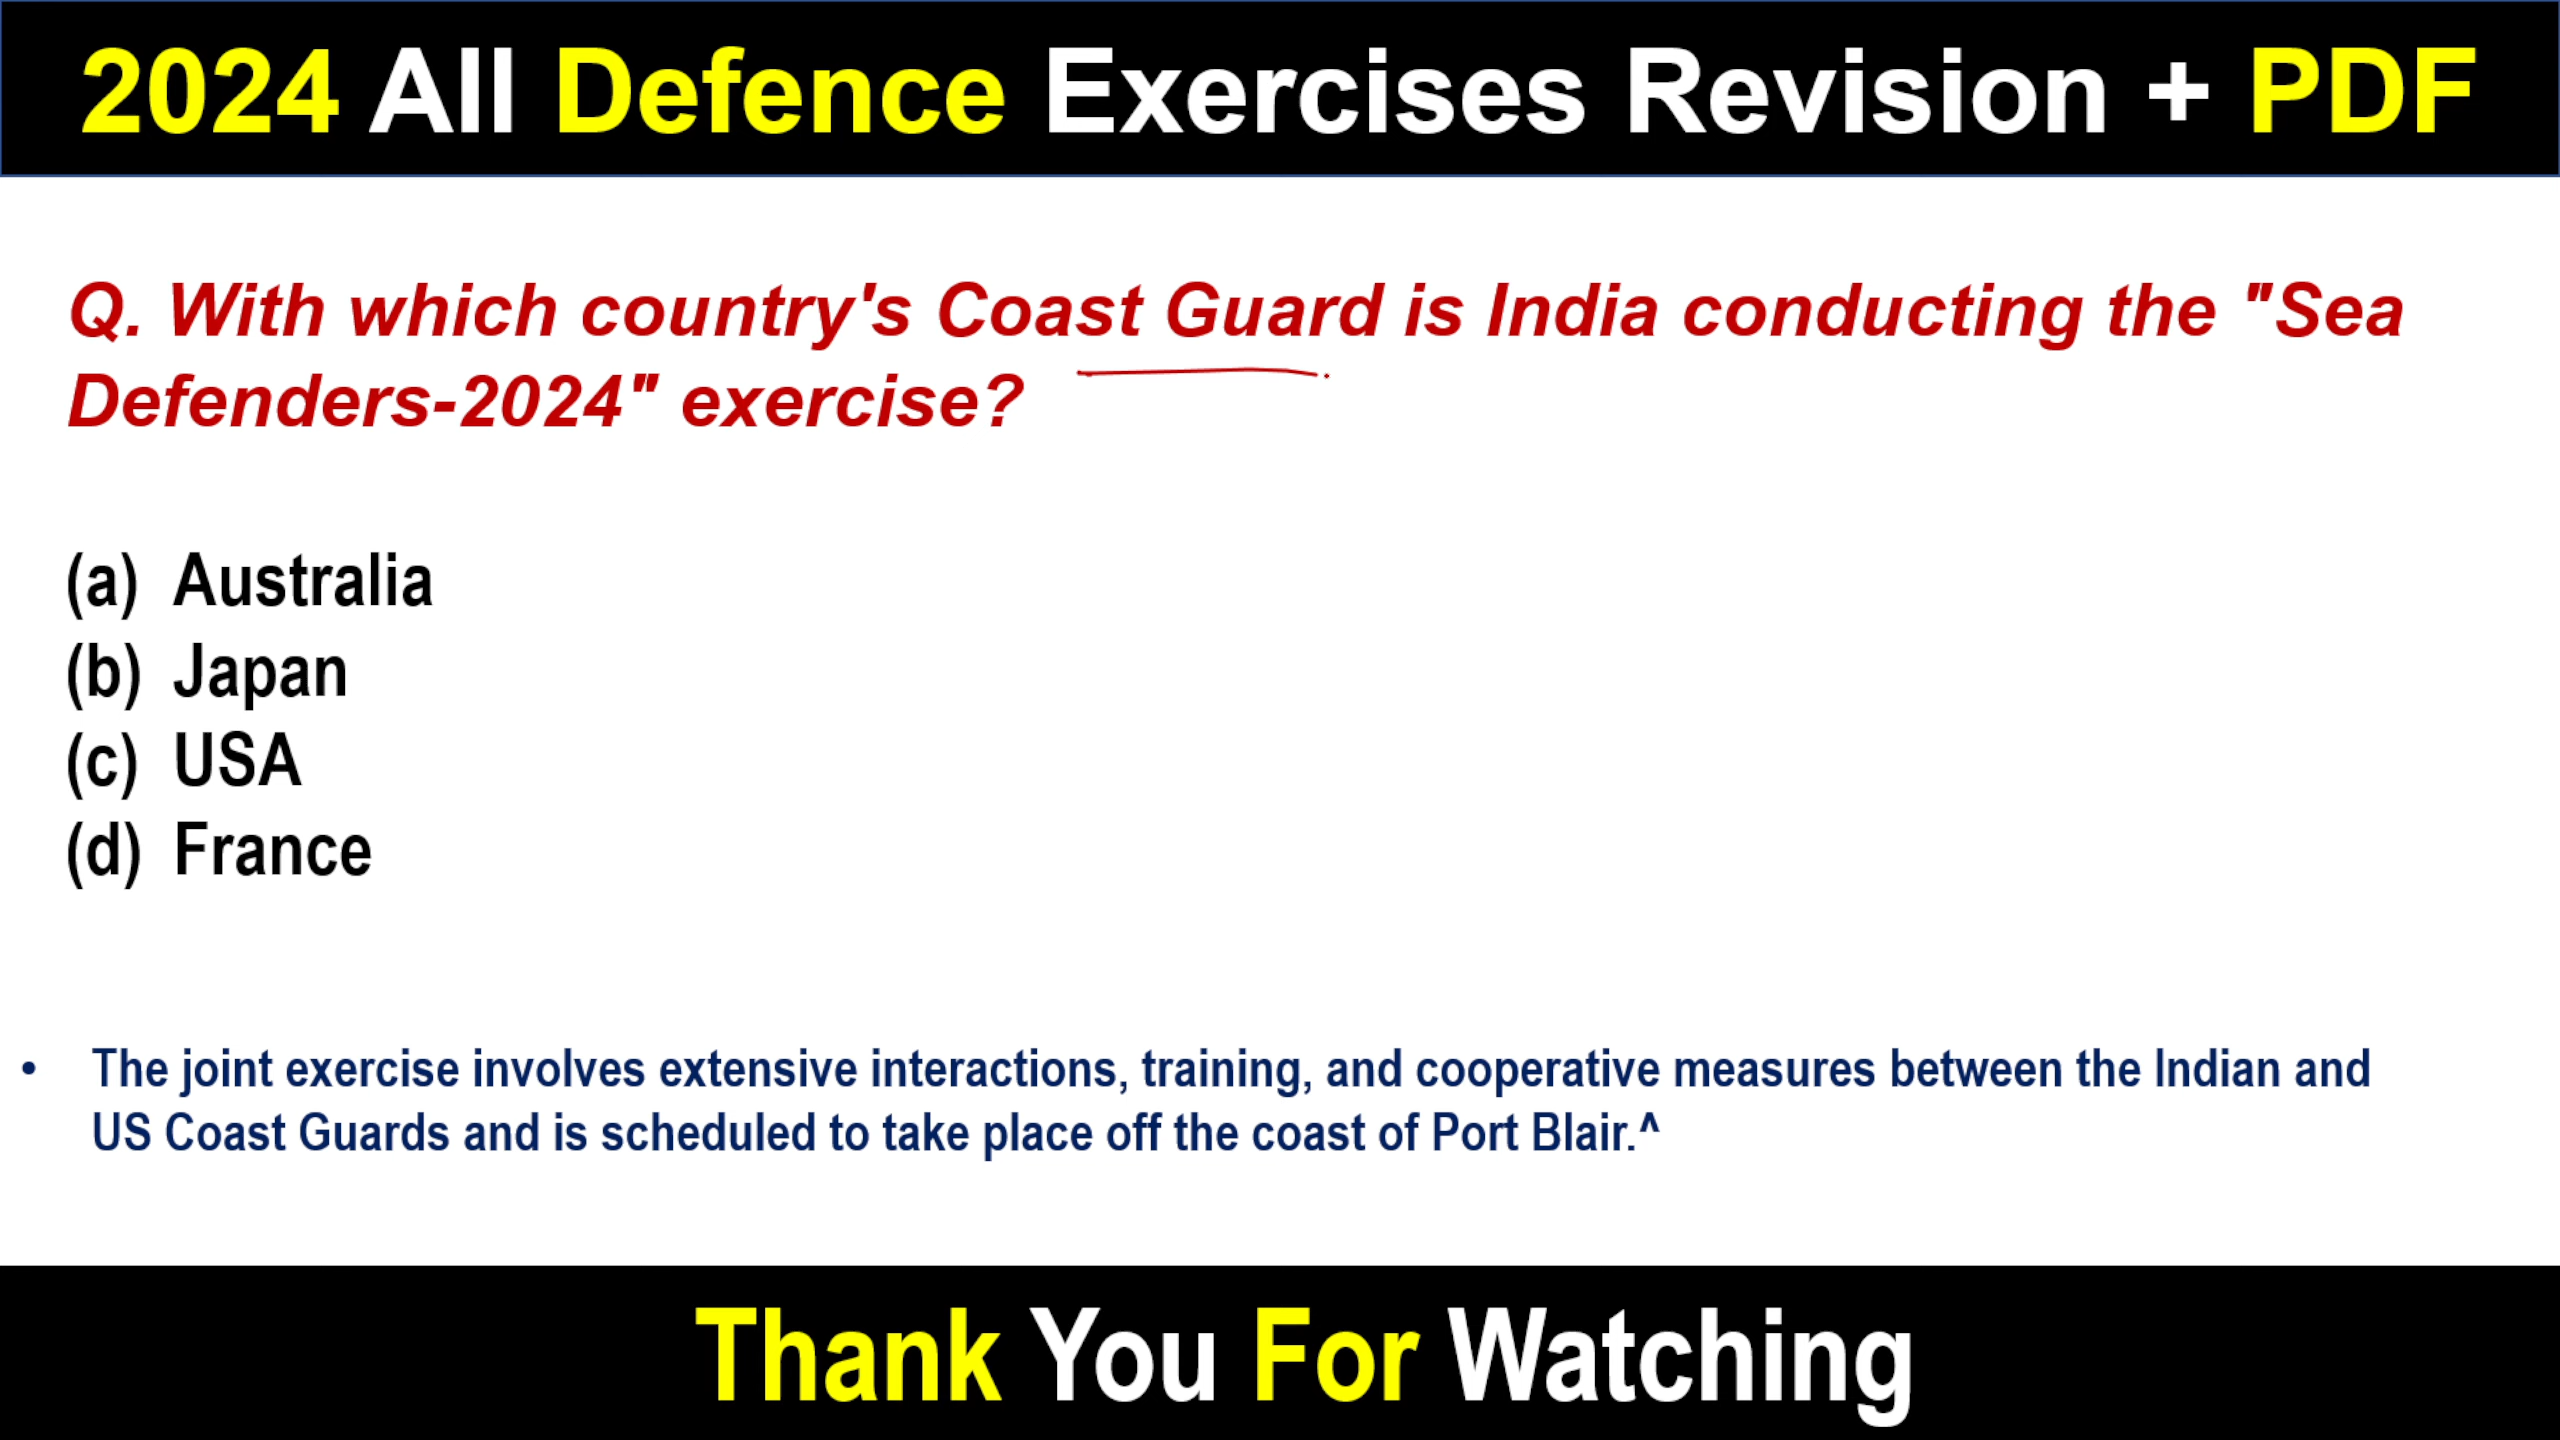 2024 All Defence Exercises Revision + PDF
Q. With which country's Coast Guard is India conducting the "Sea
Defenders-2024" exercise?
(a) Australia
(b) Japan
(c) USA
(d) France
• The joint exercise involves extensive interactions, training, and cooperative measures between the Indian and
US Coast Guards and is scheduled to take place off the coast of Port Blair.^
Thank You For Watching